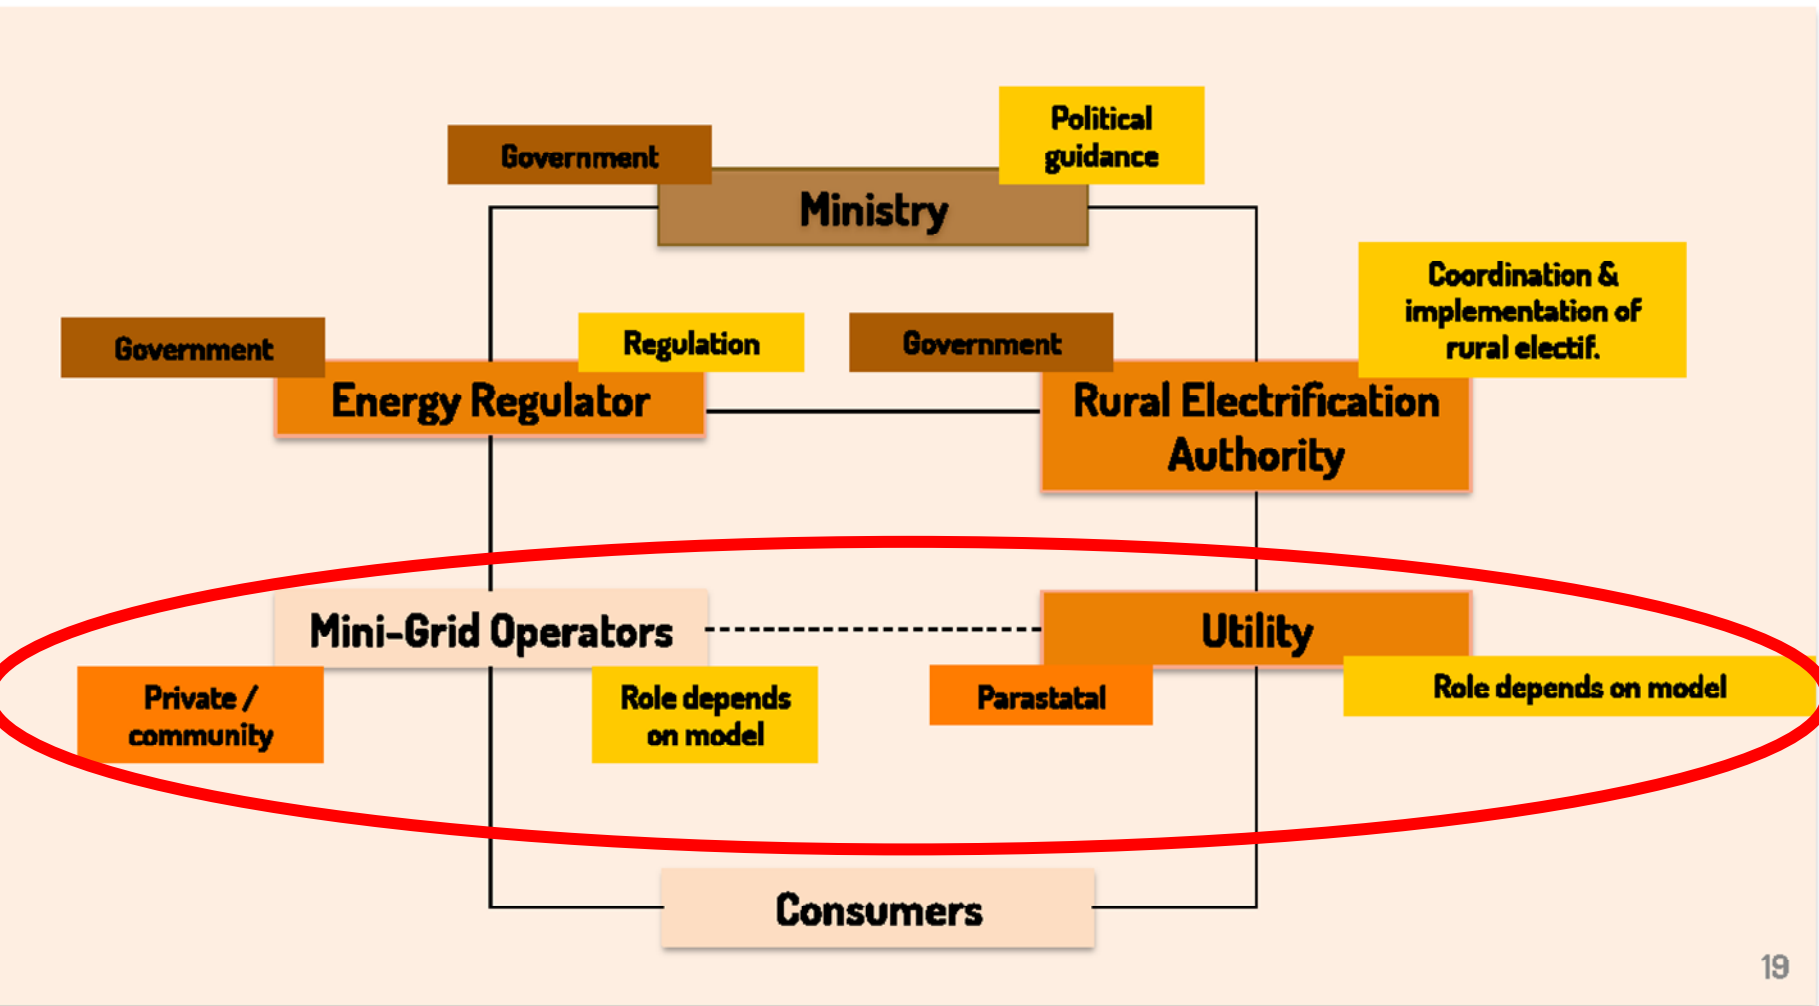 Political
guidance
Government
Ministry
Coordination &
implementation of
rural electif.
Government
Regulation
Government
Energy Regulator
Rural Electrification
Authority
Mini-Grid Operators
Utility
Private /
community
Role depends
on model
Parastatal
Role depends on model
Consumers
19